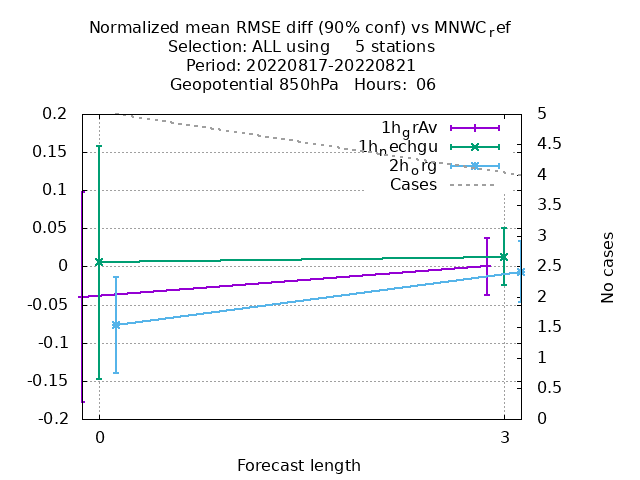 Normalized mean RMSE diff (90% conf) vs MNWC_ref
Selection: ALL using 5 stations
Period: 20220817-20220821
Geopotential 850hPa Hours: 06
0.2
0.15
0.1
0.05
0
-0.05
-0.1
-0.15
-0.2
1h_grAv
1h_nechgu
2h_org
Cases
5
4.5
4
3.5
3
2.5
2
1.5
1
0.5
0
No cases
0 3
Forecast length